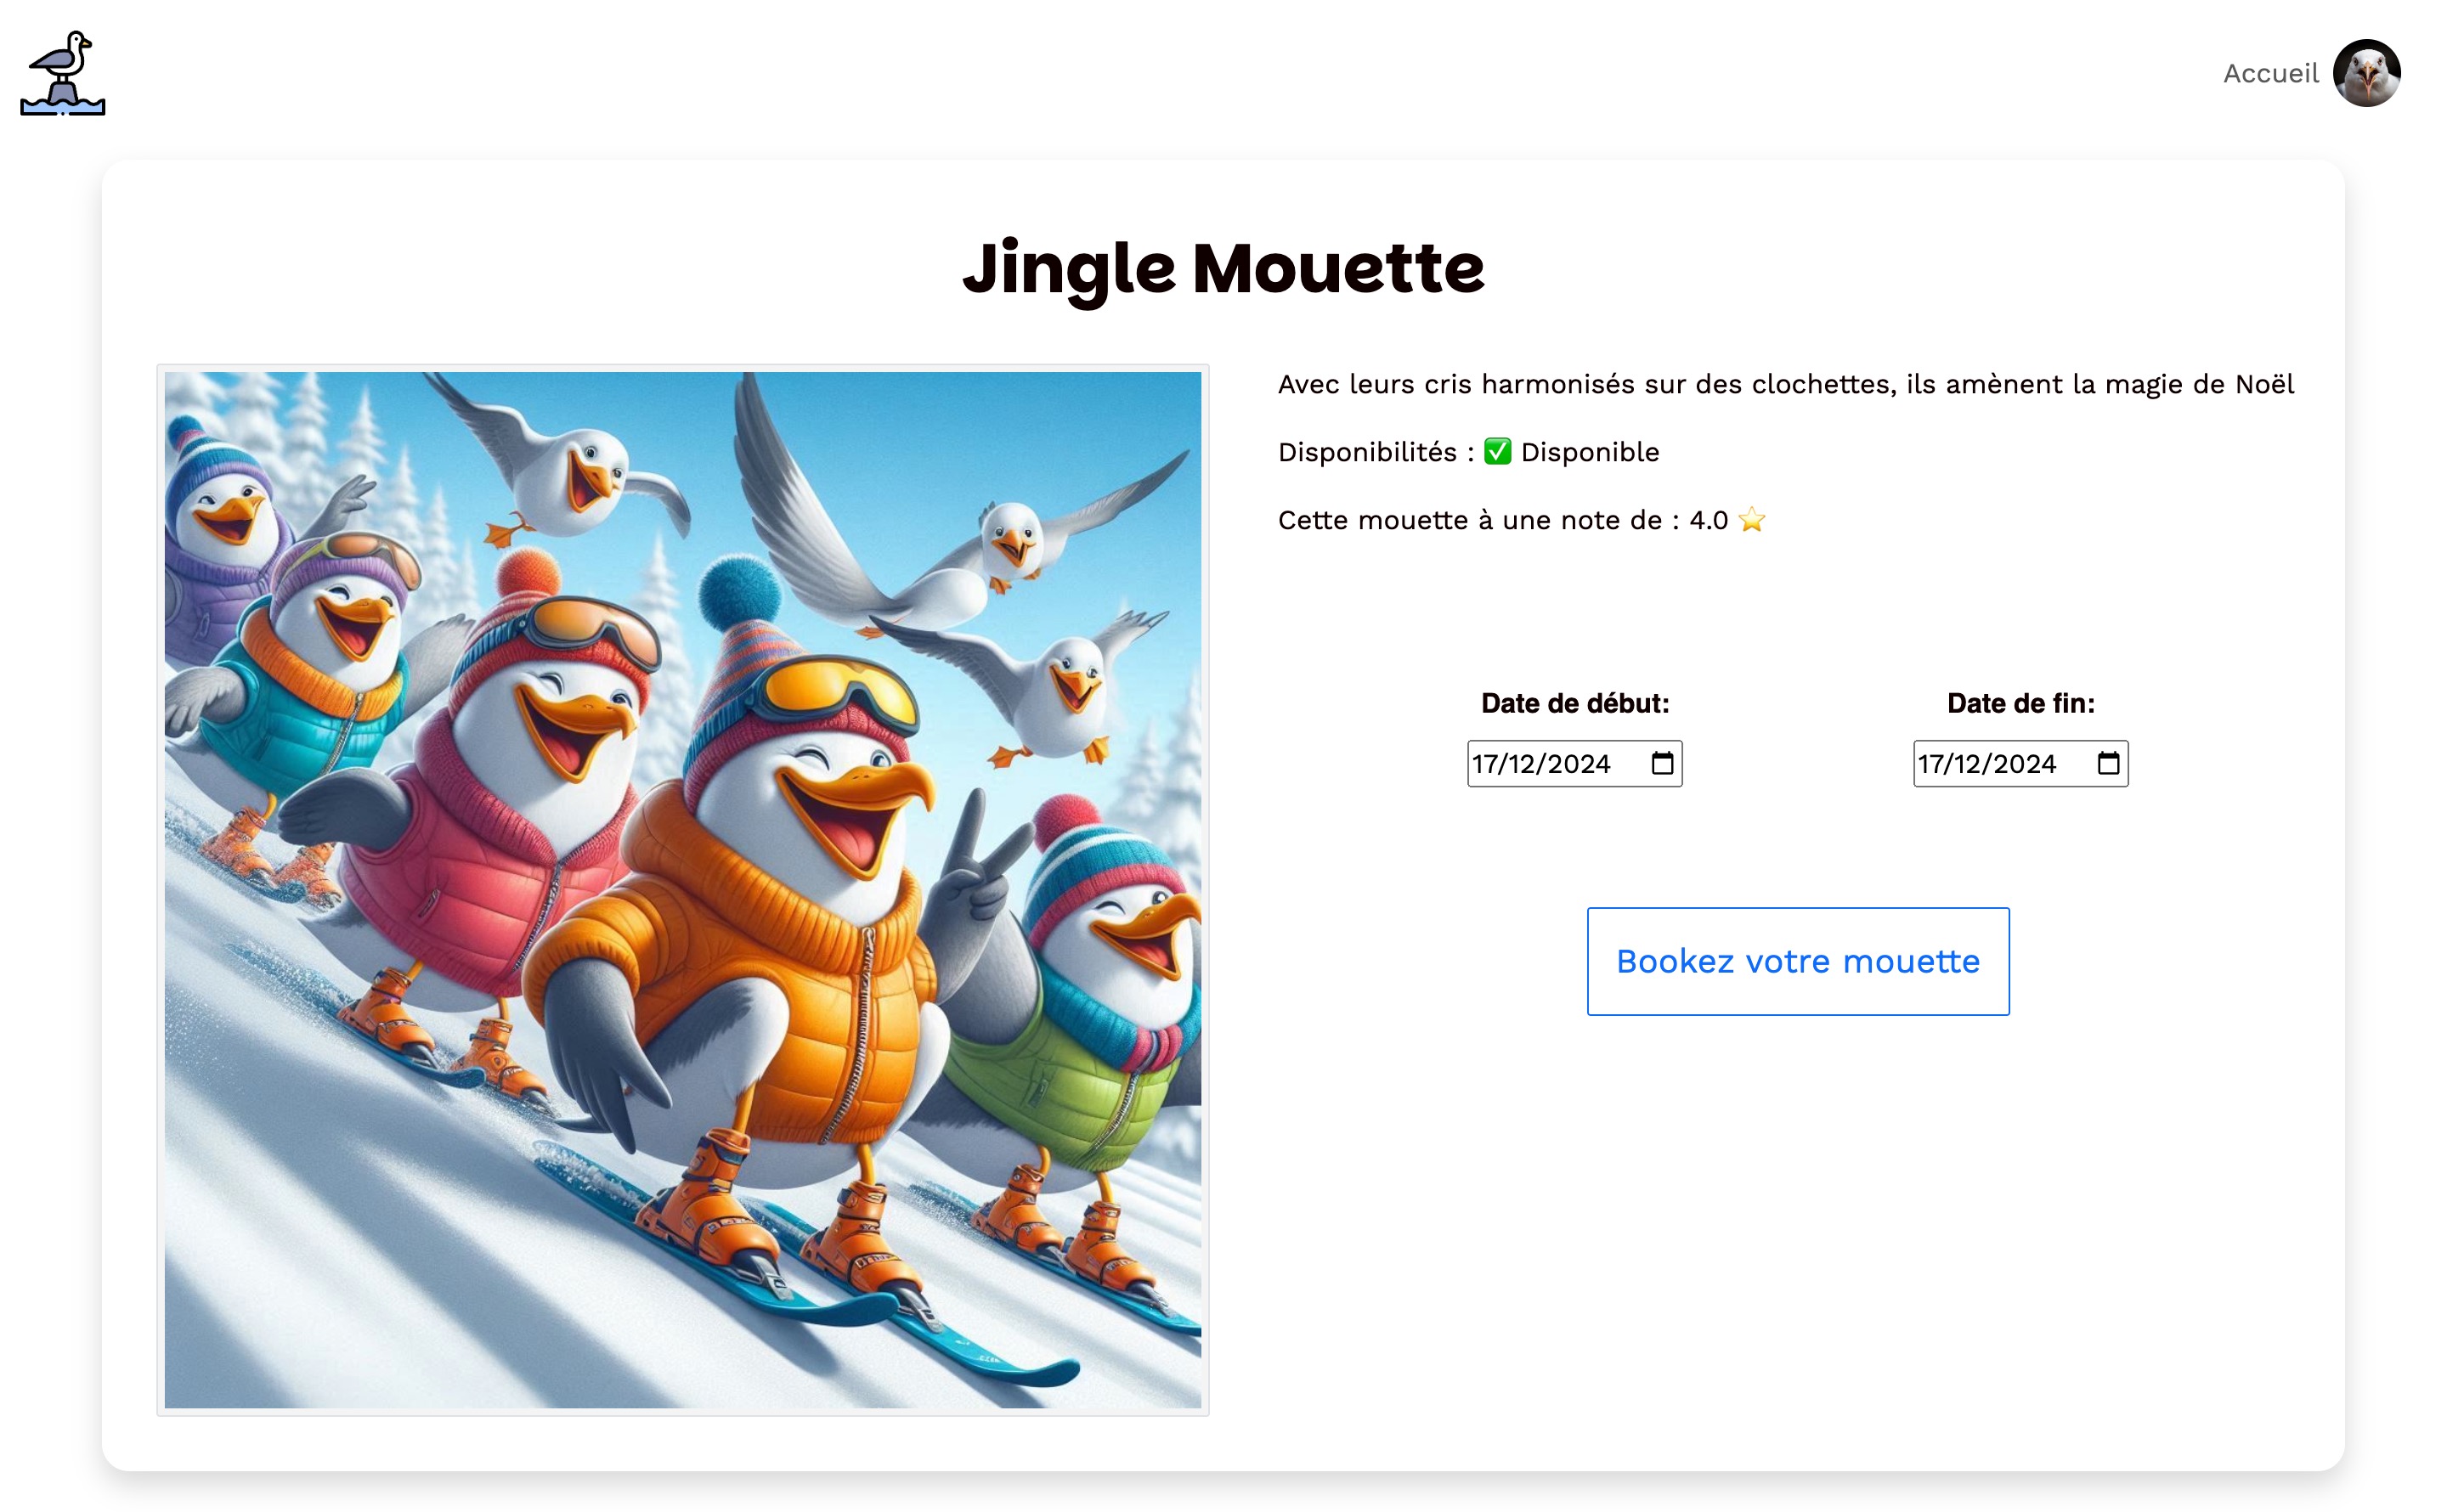 Accueil
Jingle Mouette
Avec leurs cris harmonisés sur des clochettes, ils amènent la magie de Noël
Disponibilités : ✅ Disponible
Cette mouette à une note de : 4.0 ⭐
Date de début:
Date de fin:
17/12/2024
17/12/2024
Bookez votre mouette